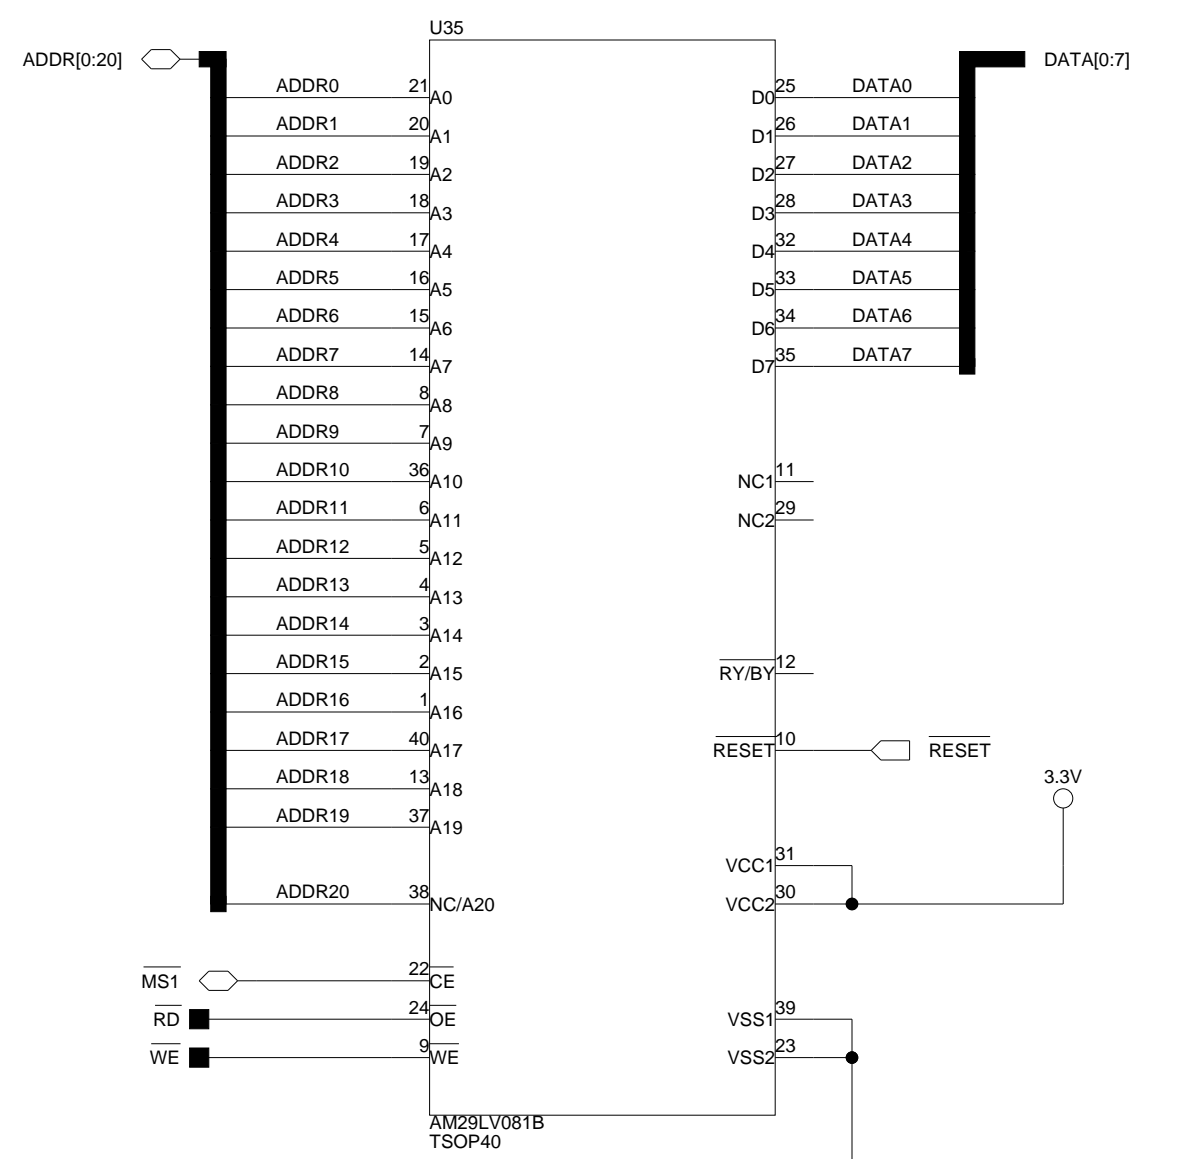 U35
ADDR[0:20] DATA[0:7]
ADDR0 21 A0 D0 25 DATA0
ADDR1 20 A1 D1 26 DATA1
ADDR2 19 A2 D2 27 DATA2
ADDR3 18 A3 D3 28 DATA3
ADDR4 17 A4 D4 32 DATA4
ADDR5 16 A5 D5 33 DATA5
ADDR6 15 A6 D6 34 DATA6
ADDR7 14 A7 D7 35 DATA7
ADDR8 8 A8
ADDR9 7 A9
ADDR10 36 A10 NC1 11
ADDR11 6 A11 NC2 29
ADDR12 5 A12
ADDR13 4 A13
ADDR14 3 A14
ADDR15 2 A15 RY/BY 12
ADDR16 1 A16
ADDR17 40 A17 RESET 10 RESET
ADDR18 13 A18 3.3V
ADDR19 37 A19
VCC1 31
ADDR20 38 NC/A20 VCC2 30
MS1 22 CE
RD 24 OE VSS1 39
WE 9 WE VSS2 23
AM29LV081B
TSOP40